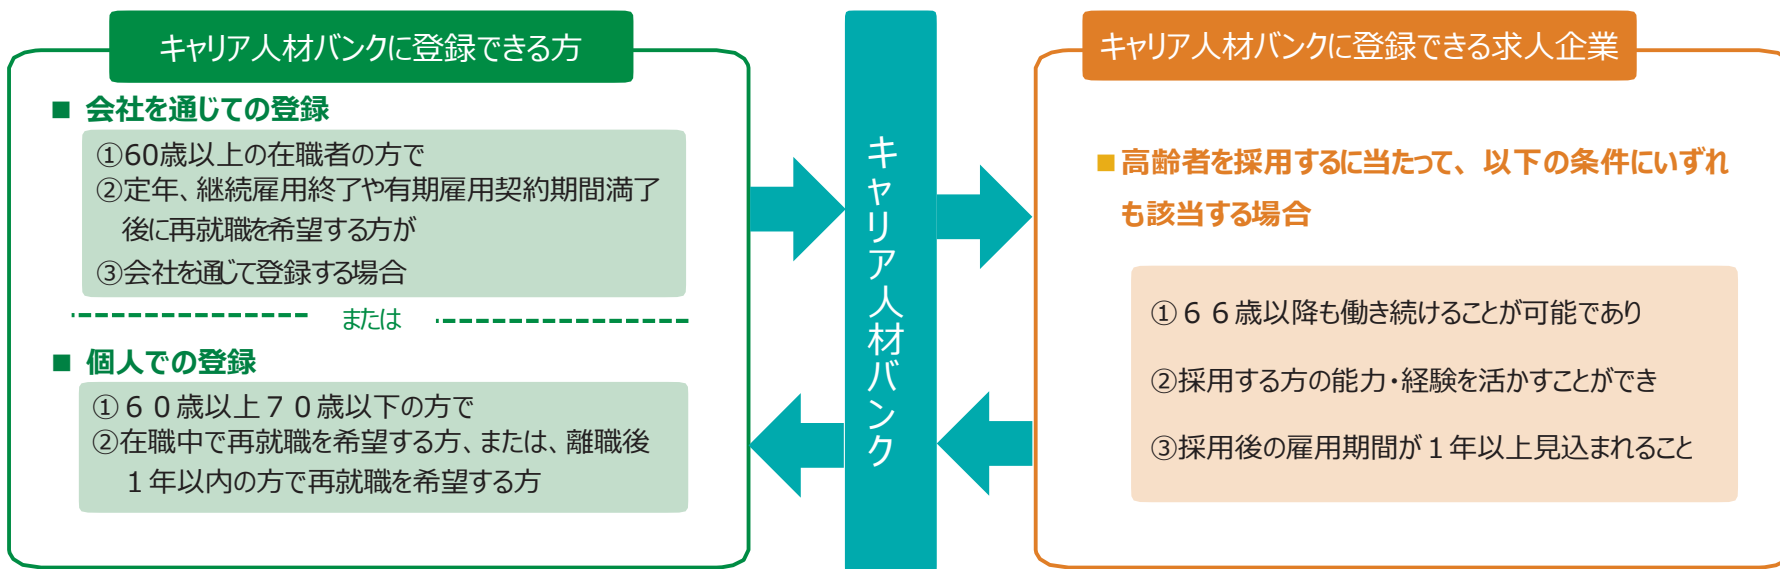 キャリア人材バンクに登録できる方
■ 会社を通じての登録
①60歳以上の在職者の方で
②定年、継続雇用終了や有期雇用契約期間満了
後に再就職を希望する方が
③会社を通じて登録する場合
または
■ 個人での登録
①６０歳以上７０歳以下の方で
②在職中で再就職を希望する方、または、離職後
１年以内の方で再就職を希望する方
キャリア人材バンク
キャリア人材バンクに登録できる求人企業
■高齢者を採用するに当たって、以下の条件にいずれ
も該当する場合
①６６歳以降も働き続けることが可能であり
②採用する方の能力・経験を活かすことができ
③採用後の雇用期間が１年以上見込まれること